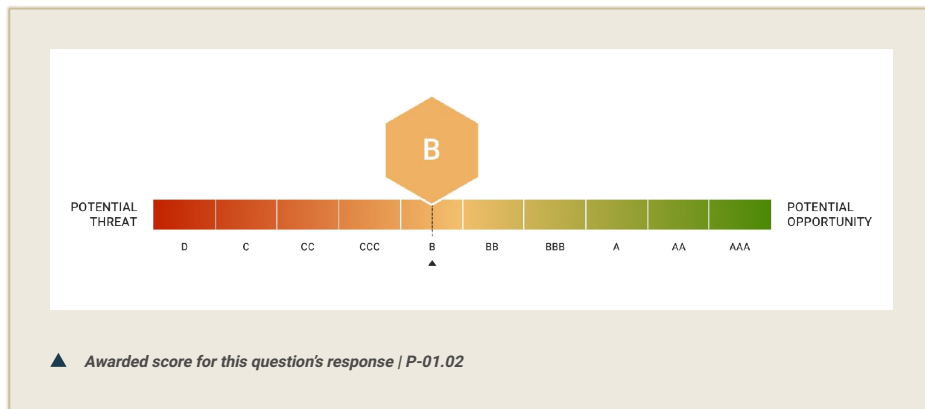 B
POTENTIAL
THREAT
POTENTIAL
OPPORTUNITY
D C CC CCC B BB BBB A AA AAA
Awarded score for this question's response | P-01.02